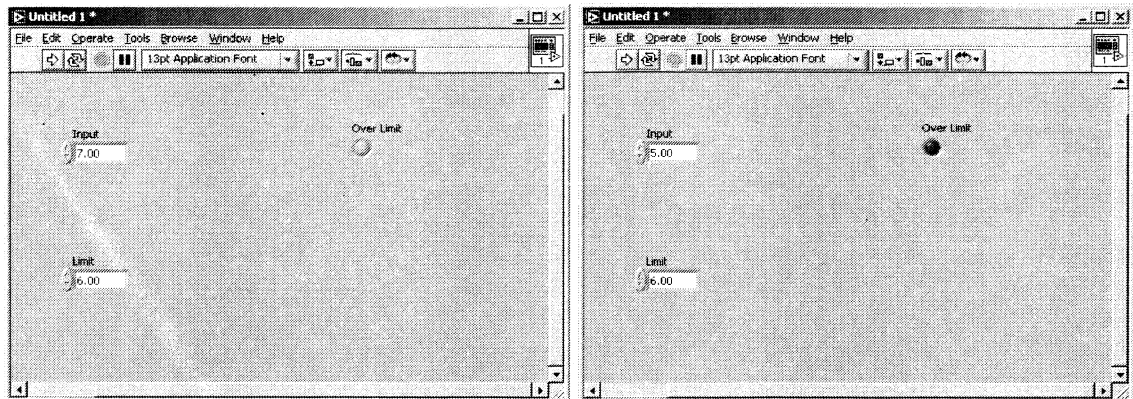 Untitled 1 *
File Edit Operate Tools Browse Window Help
13pt Application Font
1
Input
7.00
Over Limit
Limit
6.00
Untitled 1 *
File Edit Operate Tools Browse Window Help
13pt Application Font
1
Input
5.00
Over Limit
Limit
6.00